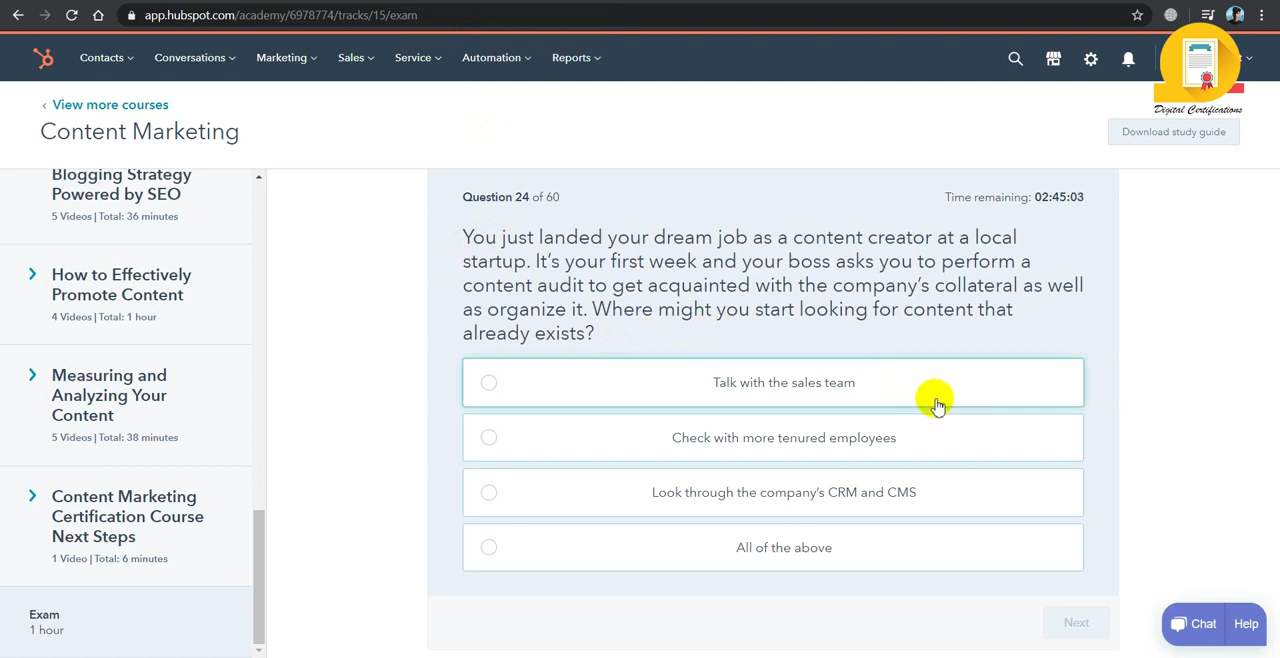 app.hubspot.com/academy/6978774/tracks/15/exam
Contacts Conversations Marketing Sales Service Automation Reports
Digital Certifications
View more courses
Content Marketing
Download study guide
Blogging Strategy
Powered by SEO
5 Videos | Total: 36 minutes
How to Effectively
Promote Content
4 Videos | Total: 1 hour
Measuring and
Analyzing Your
Content
5 Videos | Total: 38 minutes
Content Marketing
Certification Course
Next Steps
1 Video | Total: 6 minutes
Exam
1 hour
Question 24 of 60
Time remaining: 02:45:03
You just landed your dream job as a content creator at a local
startup. It’s your first week and your boss asks you to perform a
content audit to get acquainted with the company’s collateral as well
as organize it. Where might you start looking for content that
already exists?
Talk with the sales team
Check with more tenured employees
Look through the company’s CRM and CMS
All of the above
Next
Chat Help